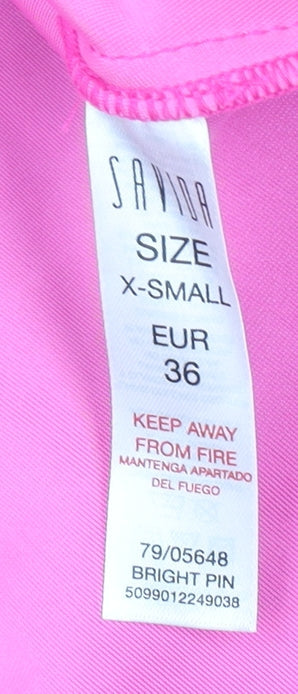 SAVIDA
SIZE
X-SMALL
EUR
36
KEEP AWAY
FROM FIRE
MANTENGA APARTADO
DEL FUEGO
79/05648
BRIGHT PIN
5099012249038